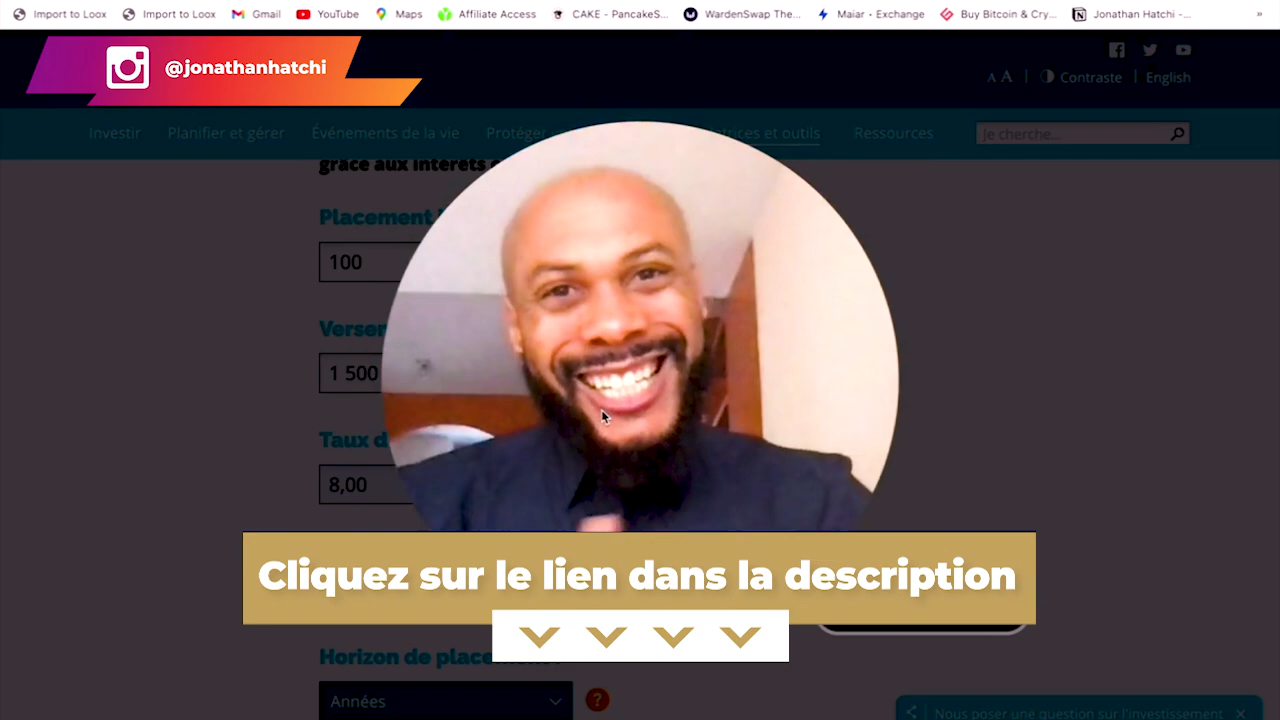 Import to Loox
Import to Loox
Gmail
YouTube
Maps
Affiliate Access
CAKE - PancakeS...
WardenSwap The...
Maiar • Exchange
Buy Bitcoin & Cry...
Jonathan Hatchi -...
»
@jonathanhatchi
A A
Contraste
English
Investir
Planifier et gérer
Événements de la vie
Protéger
et outils
Ressources
Je cherche...
grâce aux intérêts
Placement
100
1 500
Taux d
8,00
Cliquez sur le lien dans la description
Horizon de
Années
?
Nous poser une question sur l'investissement